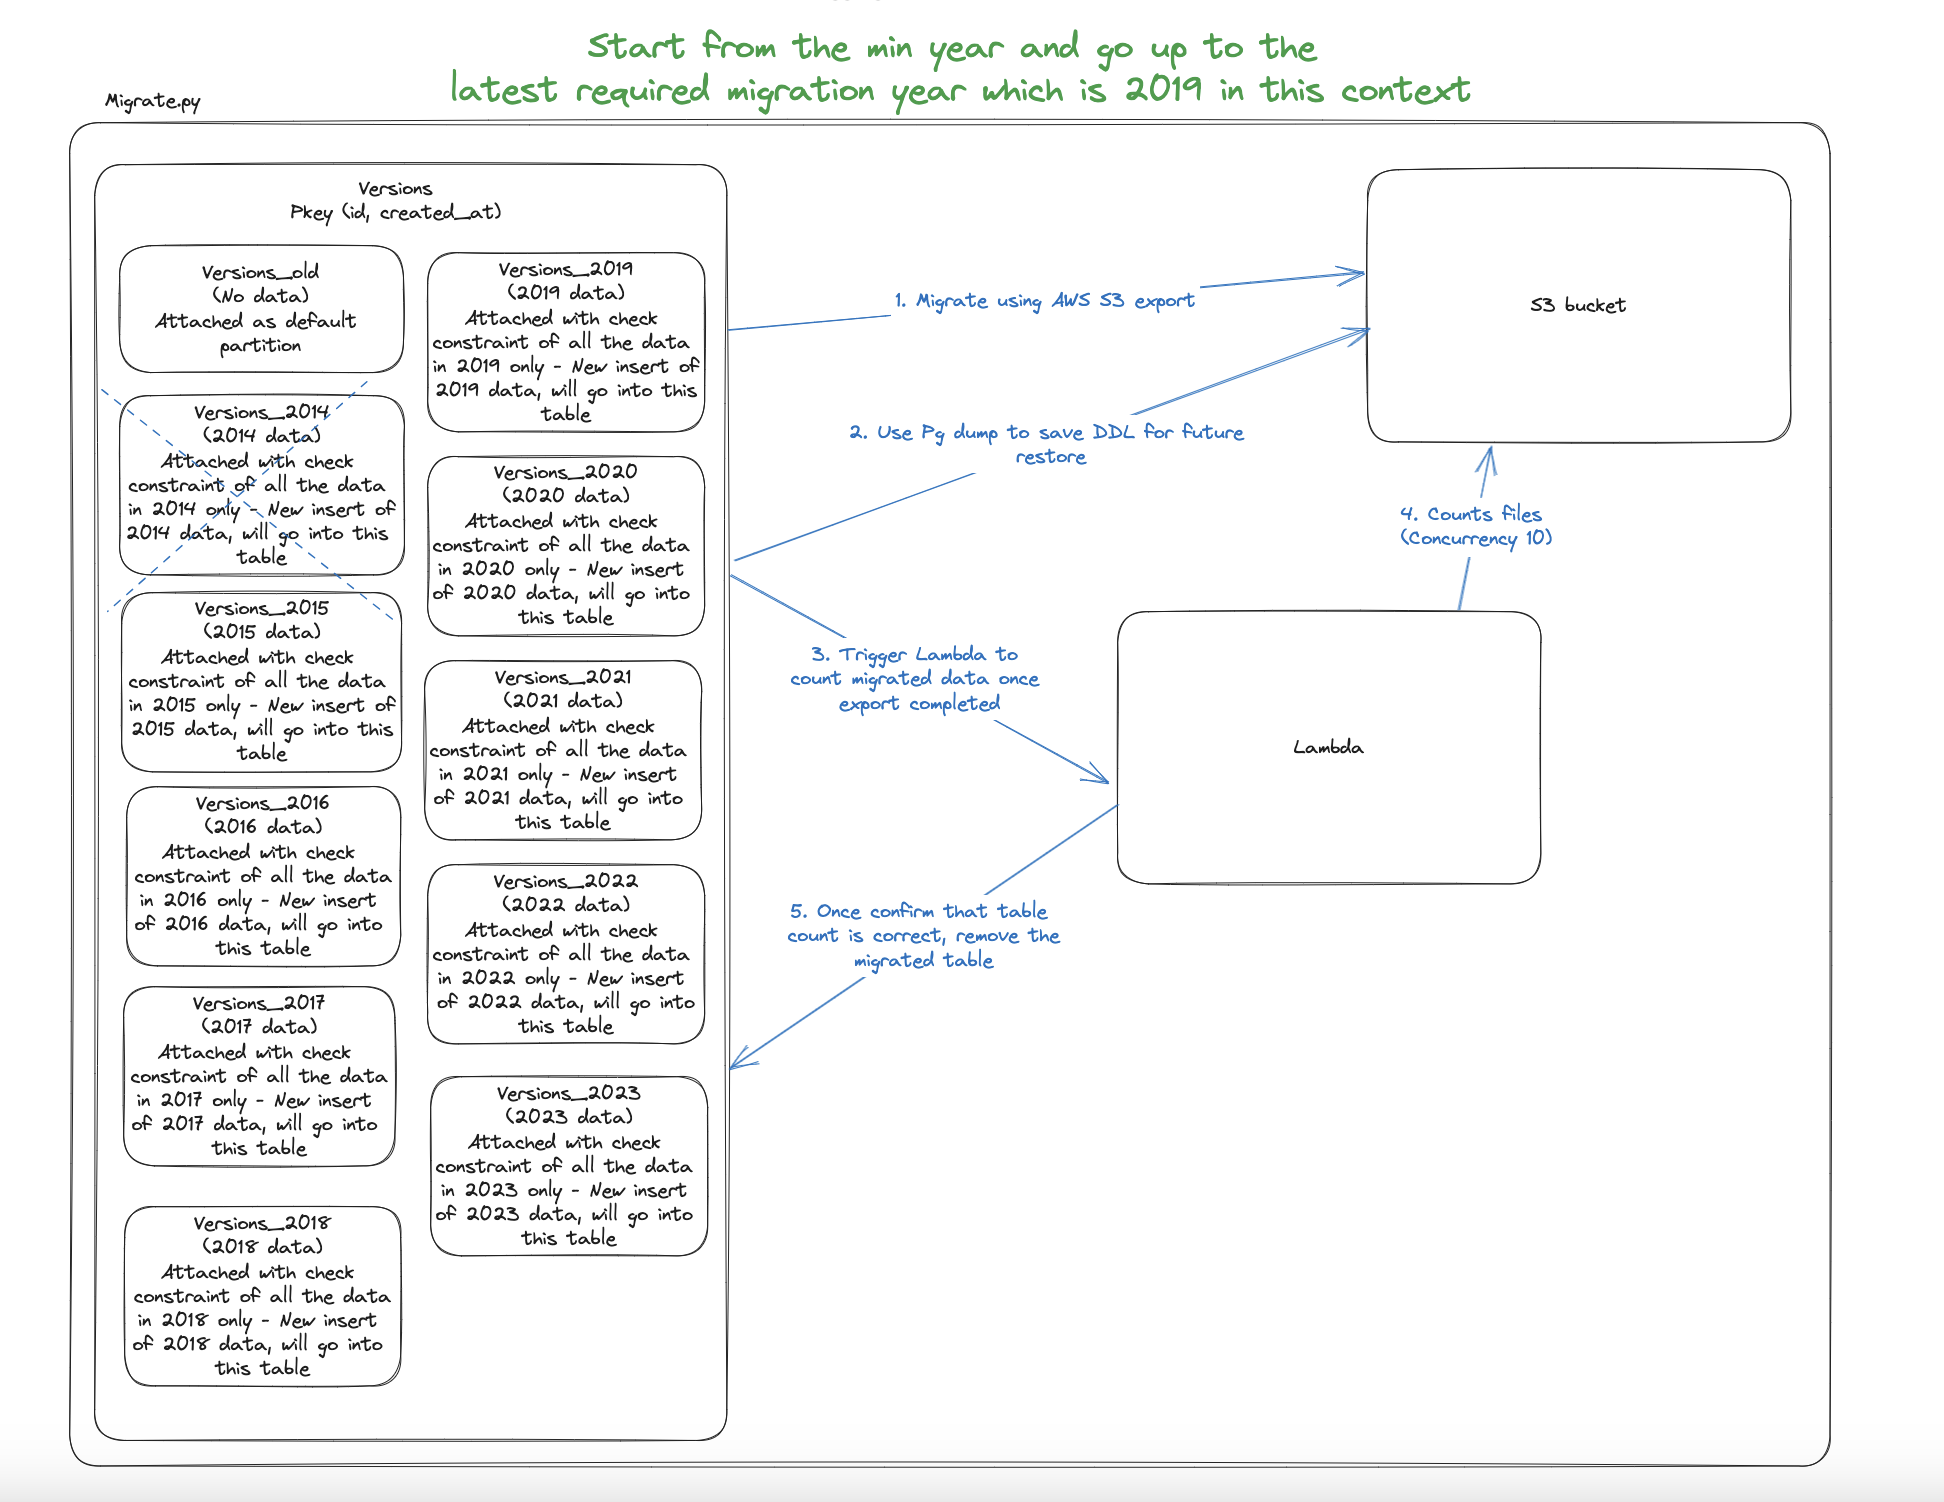 Start from the min year and go up to the
latest required migration year which is 2019 in this context
Migrate.py
Versions
Pkey (id, created_at)
Versions_old
(No data)
Attached as default
partition
Versions_2014
(2014 data)
Attached with check
constraint of all the data
in 2014 only - New insert of
2014 data, will go into this
table
Versions_2015
(2015 data)
Attached with check
constraint of all the data
in 2015 only - New insert of
2015 data, will go into this
table
Versions_2016
(2016 data)
Attached with check
constraint of all the data
in 2016 only - New insert
of 2016 data, will go into
this table
Versions_2017
(2017 data)
Attached with check
constraint of all the data
in 2017 only - New insert
of 2017 data, will go into
this table
Versions_2018
(2018 data)
Attached with check
constraint of all the data
in 2018 only - New insert
of 2018 data, will go into
this table
Versions_2019
(2019 data)
Attached with check
constraint of all the data
in 2019 only - New insert of
2019 data, will go into this
table
Versions_2020
(2020 data)
Attached with check
constraint of all the data
in 2020 only - New insert
of 2020 data, will go into
this table
Versions_2021
(2021 data)
Attached with check
constraint of all the data
in 2021 only - New insert
of 2021 data, will go into
this table
Versions_2022
(2022 data)
Attached with check
constraint of all the data
in 2022 only - New insert
of 2022 data, will go into
this table
Versions_2023
(2023 data)
Attached with check
constraint of all the data
in 2023 only - New insert
of 2023 data, will go into
this table
1. Migrate using AWS S3 export
2. Use Pg dump to save DDL for future
restore
3. Trigger Lambda to
count migrated data once
export completed
4. Counts files
(Concurrency 10)
5. Once confirm that table
count is correct, remove the
migrated table
S3 bucket
Lambda